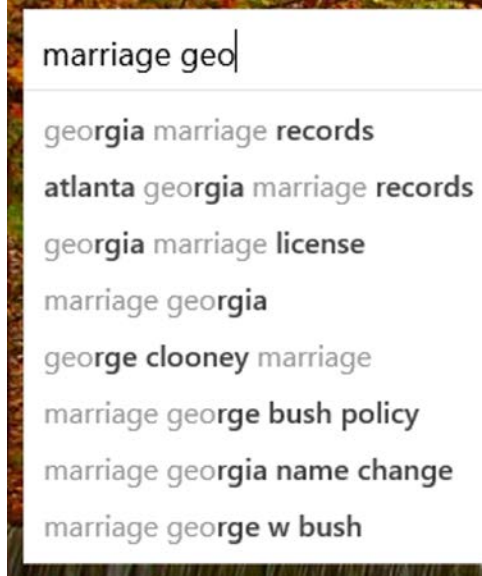 marriage geo
georgia marriage records
atlanta georgia marriage records
georgia marriage license
marriage georgia
george clooney marriage
marriage george bush policy
marriage georgia name change
marriage george w bush